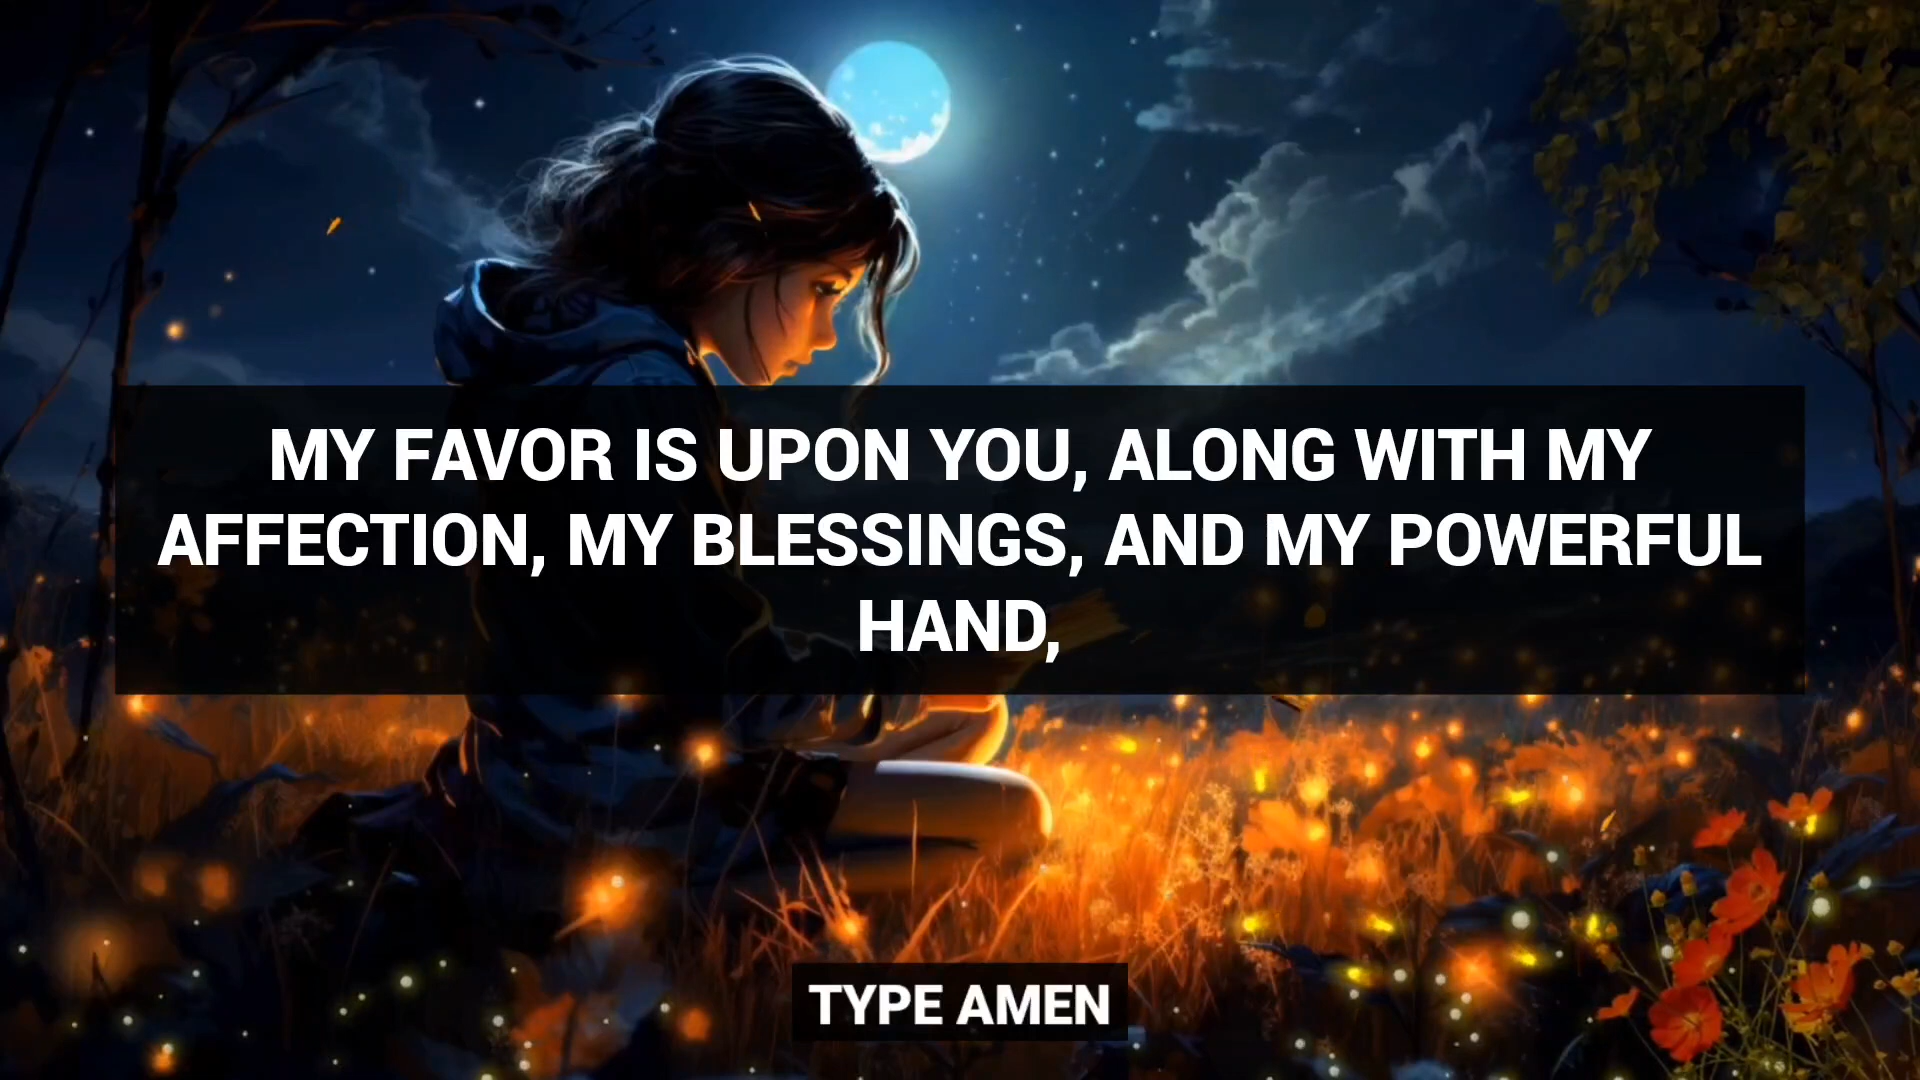 MY FAVOR IS UPON YOU, ALONG WITH MY
AFFECTION, MY BLESSINGS, AND MY POWERFUL
HAND,
TYPE AMEN